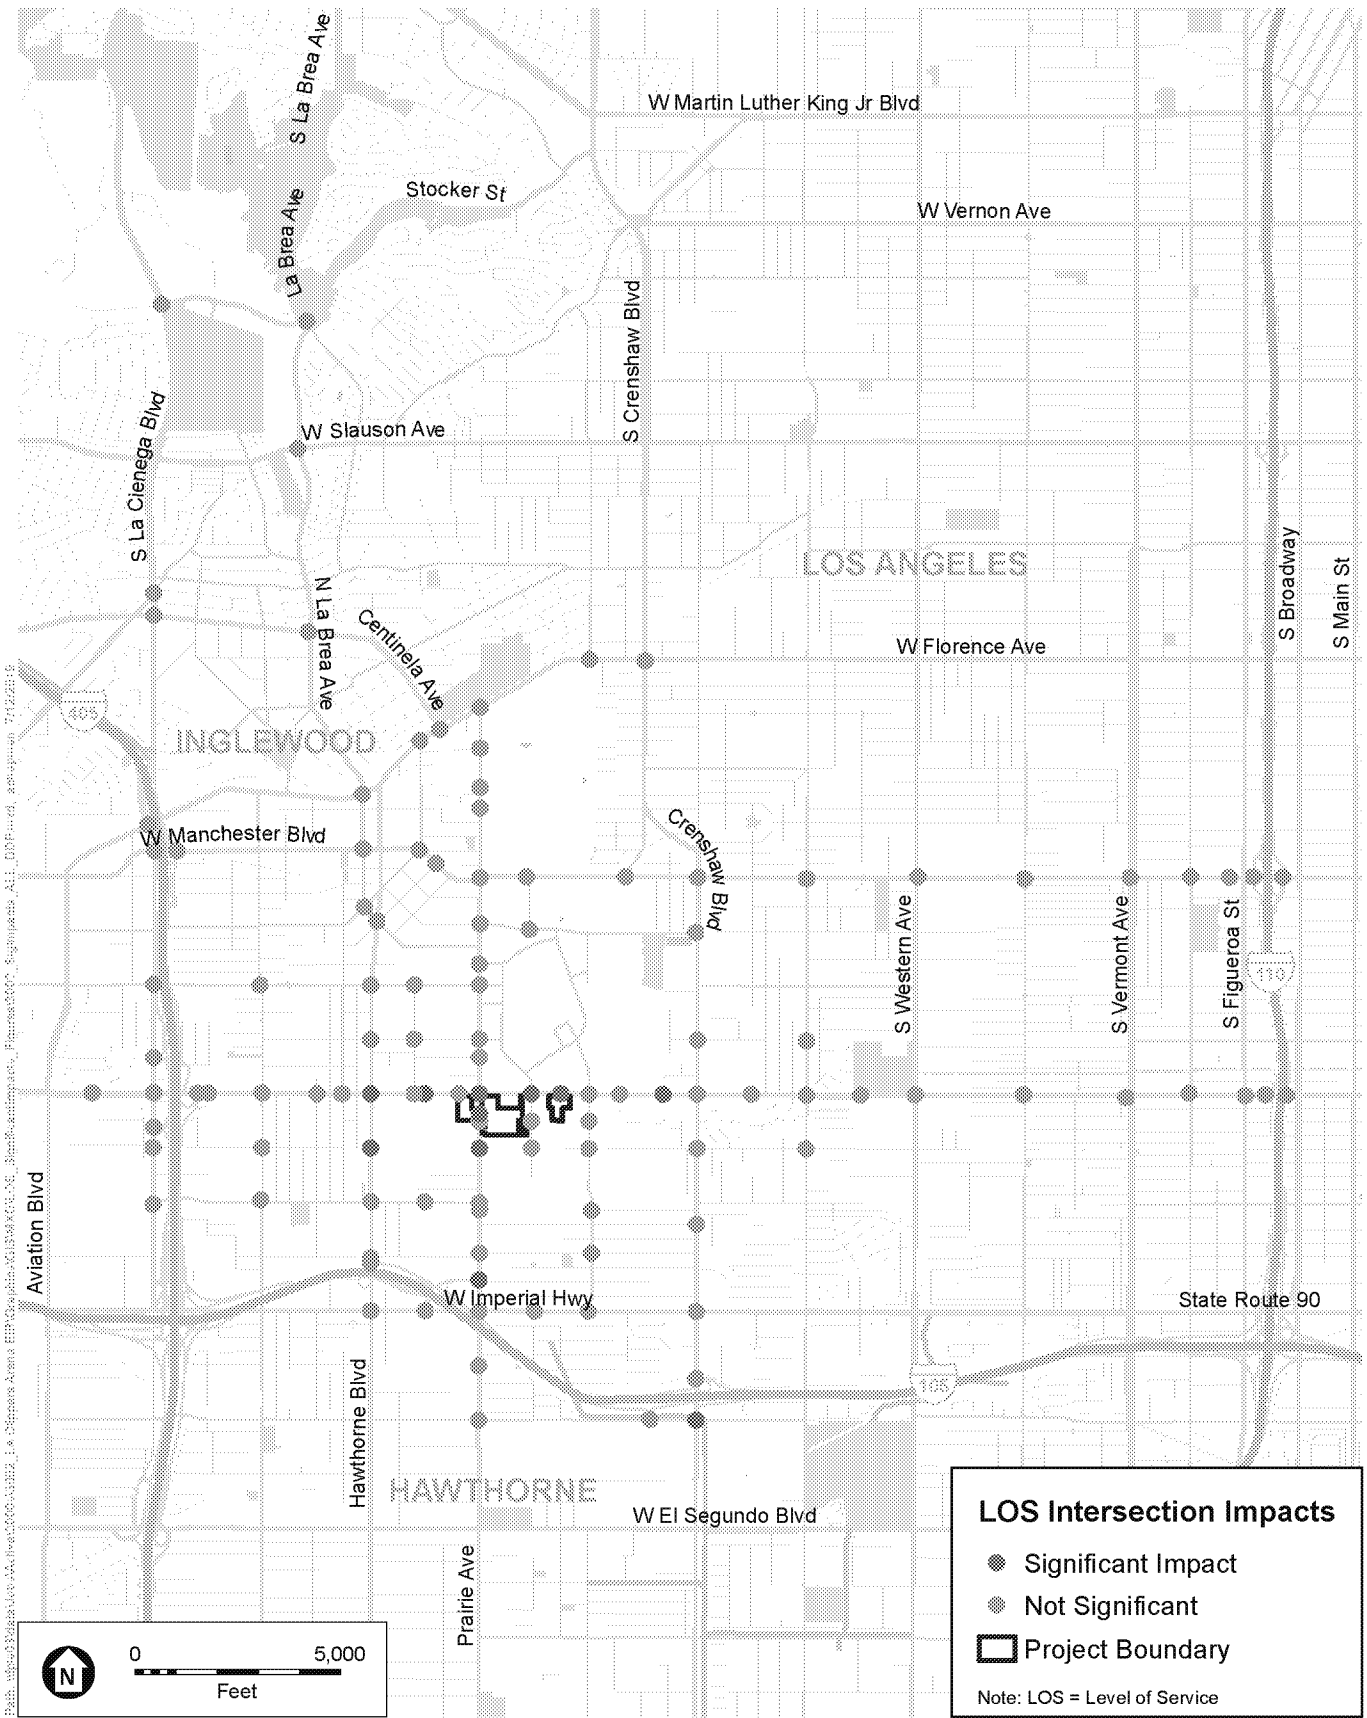 S La Brea Ave
W Martin Luther King Jr Blvd
Stocker St
La Brea Ave
W Vernon Ave
S Crenshaw Blvd
S La Cienega Blvd
W Slauson Ave
LOS ANGELES
S Broadway
S Main St
N La Brea Ave
Centinela Ave
W Florence Ave
405
INGLEWOOD
W Manchester Blvd
Crenshaw Blvd
S Western Ave
S Vermont Ave
S Figueroa St
110
Aviation Blvd
W Imperial Hwy
State Route 90
105
Hawthorne Blvd
HAWTHORNE
W El Segundo Blvd
Prairie Ave
LOS Intersection Impacts
Significant Impact
Not Significant
Project Boundary
Note: LOS = Level of Service
N
0 5,000
Feet